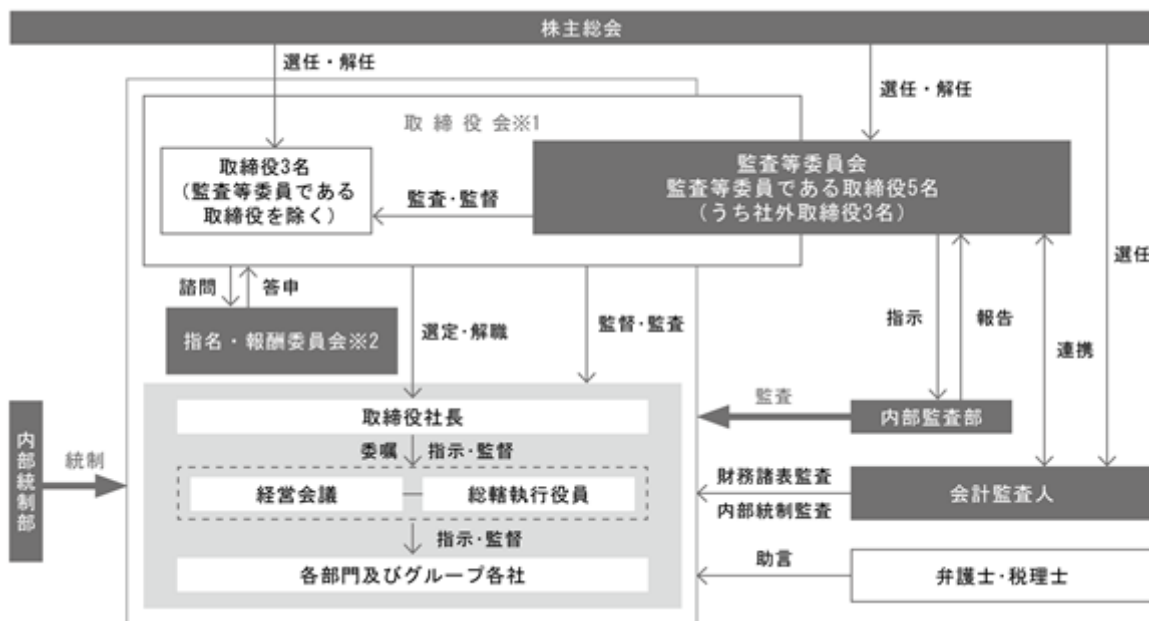 株主総会
選任・解任
選任・解任
選任
取締役会※1
取締役3名
(監査等委員である
取締役を除く)
監査・監督
監査等委員会
監査等委員である取締役5名
(うち社外取締役3名)
諮問
答申
指名・報酬委員会※2
選定・解職
監督・監査
指示
報告
連携
内部統制部
統制
取締役社長
委嘱
指示・監督
経営会議
総轄執行役員
指示・監督
各部門及びグループ各社
監査
内部監査部
財務諸表監査
内部統制監査
会計監査人
助言
弁護士・税理士